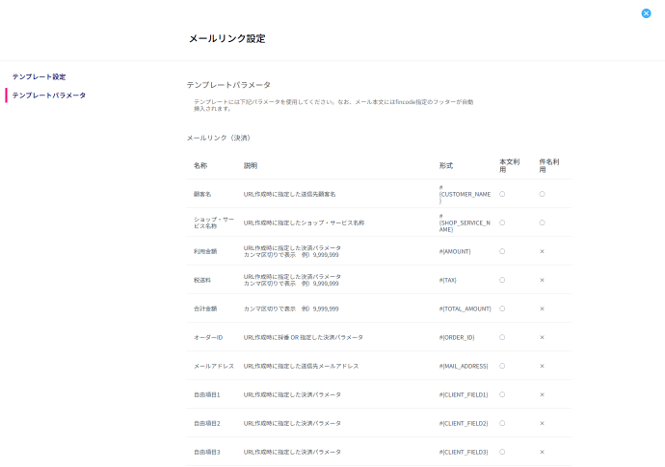 メールリンク設定
テンプレート設定
テンプレートパラメータ
テンプレートパラメータ
テンプレートには下記パラメータを使用してください。なお、メール本文にはfincode指定のフッターが自動
挿入されます。
メールリンク（決済）
名称 説明 形式 本文利用 件名利用
顧客名 URL作成時に指定した送信先顧客名 #{CUSTOMER_NAME} ○ ○
ショップ・サービス名称 URL作成時に指定したショップ・サービス名称 #{SHOP_SERVICE_NAME} ○ ○
利用金額 URL作成時に指定した決済パラメータ
カンマ区切りで表示　例）9,999,999 #{AMOUNT} ○ ×
税送料 URL作成時に指定した決済パラメータ
カンマ区切りで表示　例）9,999,999 #{TAX} ○ ×
合計金額 カンマ区切りで表示　例）9,999,999 #{TOTAL_AMOUNT} ○ ×
オーダーID URL作成時に採番 OR 指定した決済パラメータ #{ORDER_ID} ○ ×
メールアドレス URL作成時に指定した送信先メールアドレス #{MAIL_ADDRESS} ○ ×
自由項目1 URL作成時に指定した決済パラメータ #{CLIENT_FIELD1} ○ ×
自由項目2 URL作成時に指定した決済パラメータ #{CLIENT_FIELD2} ○ ×
自由項目3 URL作成時に指定した決済パラメータ #{CLIENT_FIELD3} ○ ×